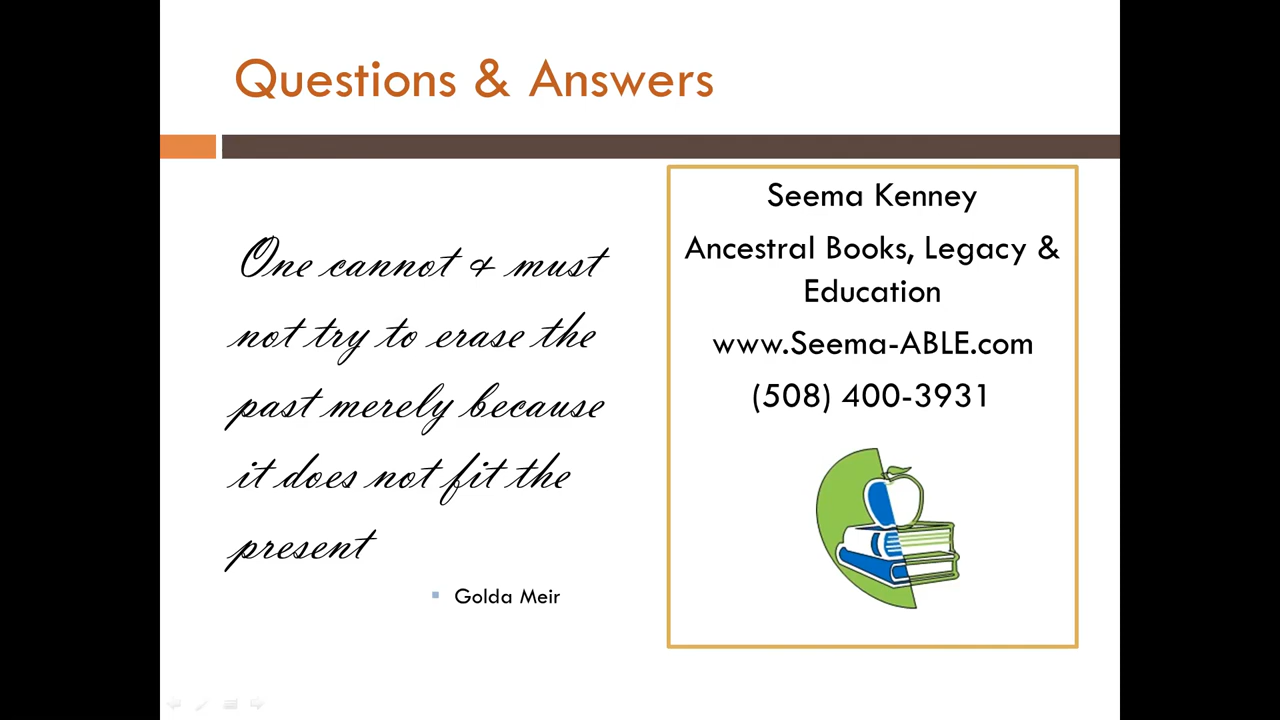 Questions & Answers
One cannot & must
not try to erase the
past merely because
it does not fit the
present
Golda Meir
Seema Kenney
Ancestral Books, Legacy &
Education
www.Seema-ABLE.com
(508) 400-3931